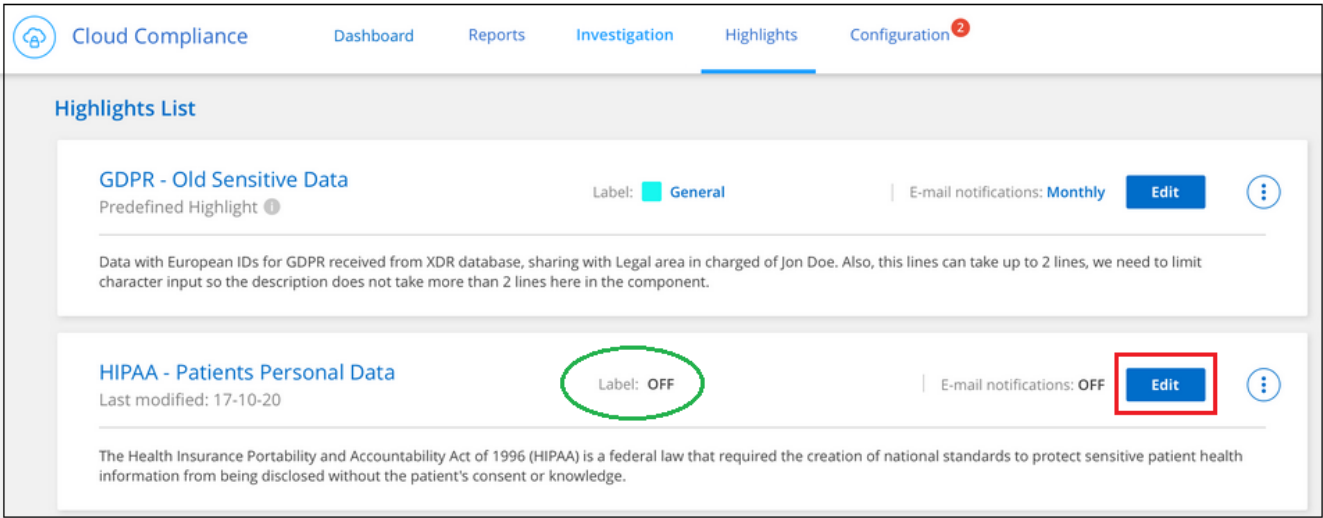 Cloud Compliance Dashboard Reports Investigation Highlights Configuration 2
Highlights List
GDPR - Old Sensitive Data Label: General E-mail notifications: Monthly Edit
Predefined Highlight i
Data with European IDs for GDPR received from XDR database, sharing with Legal area in charged of Jon Doe. Also, this lines can take up to 2 lines, we need to limit
character input so the description does not take more than 2 lines here in the component.
HIPAA - Patients Personal Data Label: OFF E-mail notifications: OFF Edit
Last modified: 17-10-20
The Health Insurance Portability and Accountability Act of 1996 (HIPAA) is a federal law that required the creation of national standards to protect sensitive patient health
information from being disclosed without the patient's consent or knowledge.